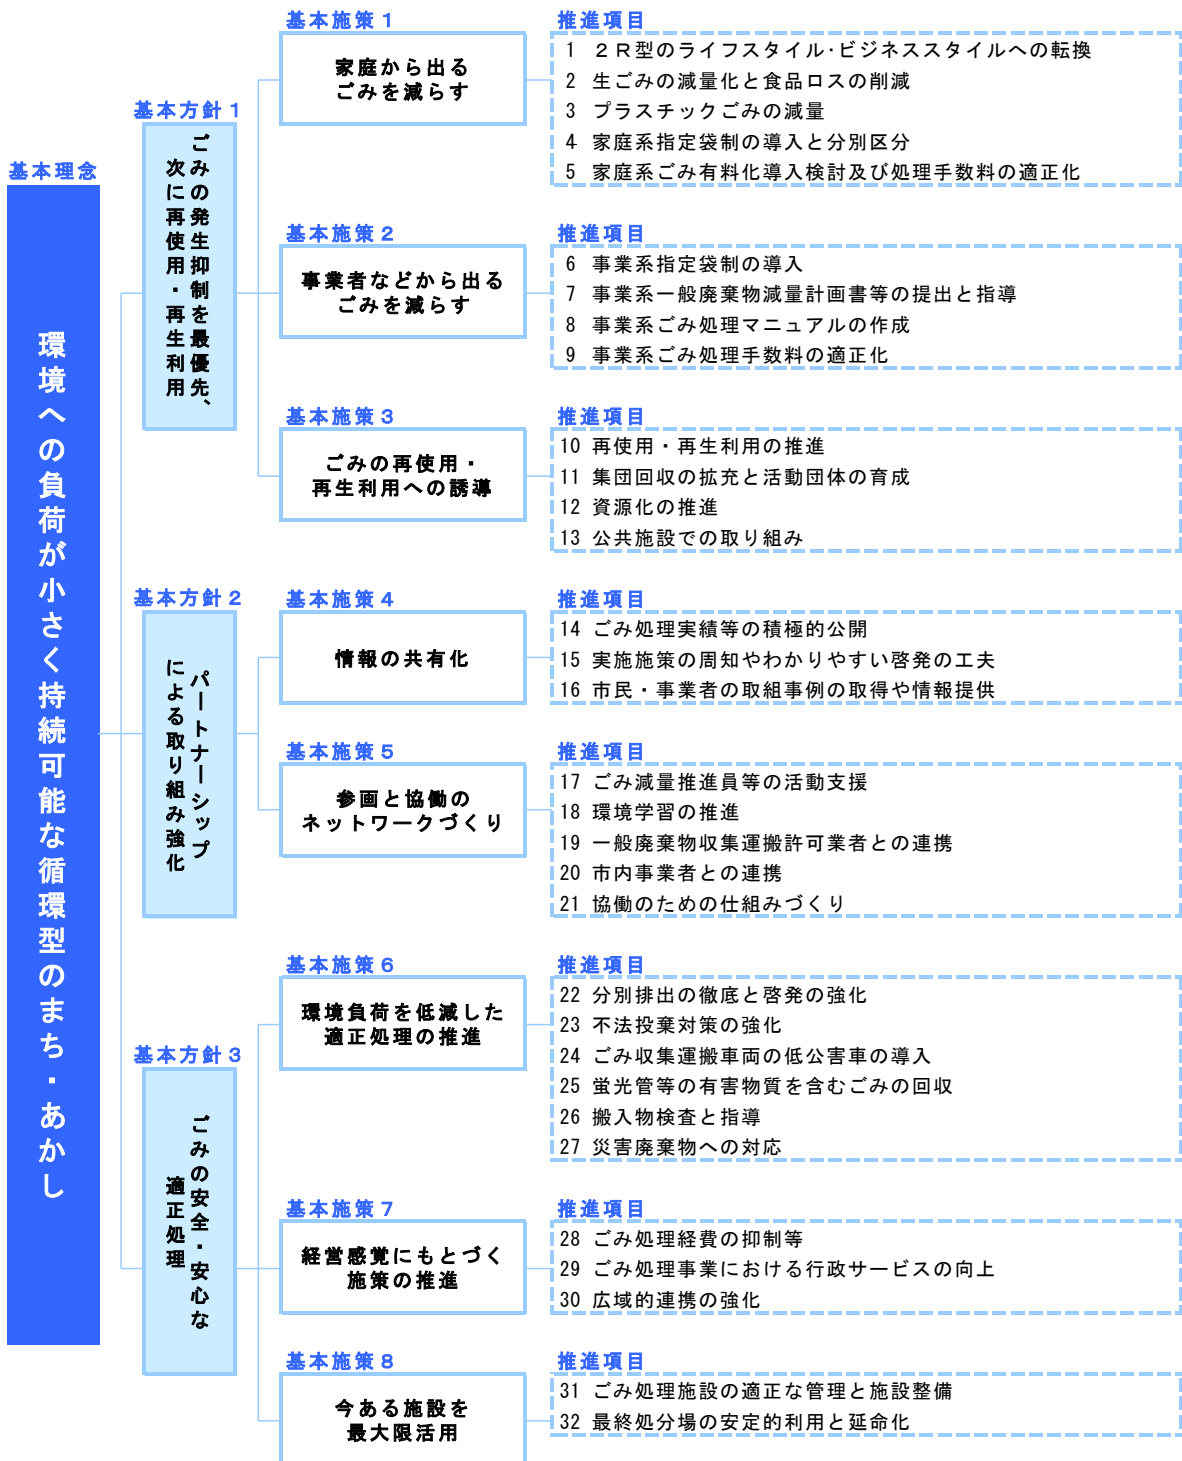 基本理念
環境への負荷が小さく持続可能な循環型のまち・あかし
基本方針１
ごみの発生抑制を最優先、
次に再使用・再生利用
基本施策１
家庭から出る
ごみを減らす
推進項目
1 ２Ｒ型のライフスタイル・ビジネススタイルへの転換
2 生ごみの減量化と食品ロスの削減
3 プラスチックごみの減量
4 家庭系指定袋制の導入と分別区分
5 家庭系ごみ有料化導入検討及び処理手数料の適正化
基本施策２
事業者などから出る
ごみを減らす
推進項目
6 事業系指定袋制の導入
7 事業系一般廃棄物減量計画書等の提出と指導
8 事業系ごみ処理マニュアルの作成
9 事業系ごみ処理手数料の適正化
基本施策３
ごみの再使用・
再生利用への誘導
推進項目
10 再使用・再生利用の推進
11 集団回収の拡充と活動団体の育成
12 資源化の推進
13 公共施設での取り組み
基本方針２
パートナーシップ
による取り組み強化
基本施策４
情報の共有化
推進項目
14 ごみ処理実績等の積極的公開
15 実施施策の周知やわかりやすい啓発の工夫
16 市民・事業者の取組事例の取得や情報提供
基本施策５
参画と協働の
ネットワークづくり
推進項目
17 ごみ減量推進員等の活動支援
18 環境学習の推進
19 一般廃棄物収集運搬許可業者との連携
20 市内事業者との連携
21 協働のための仕組みづくり
基本方針３
ごみの安全・安心な
適正処理
基本施策６
環境負荷を低減した
適正処理の推進
推進項目
22 分別排出の徹底と啓発の強化
23 不法投棄対策の強化
24 ごみ収集運搬車両の低公害車の導入
25 蛍光管等の有害物質を含むごみの回収
26 搬入物検査と指導
27 災害廃棄物への対応
基本施策７
経営感覚にもとづく
施策の推進
推進項目
28 ごみ処理経費の抑制等
29 ごみ処理事業における行政サービスの向上
30 広域的連携の強化
基本施策８
今ある施設を
最大限活用
推進項目
31 ごみ処理施設の適正な管理と施設整備
32 最終処分場の安定的利用と延命化